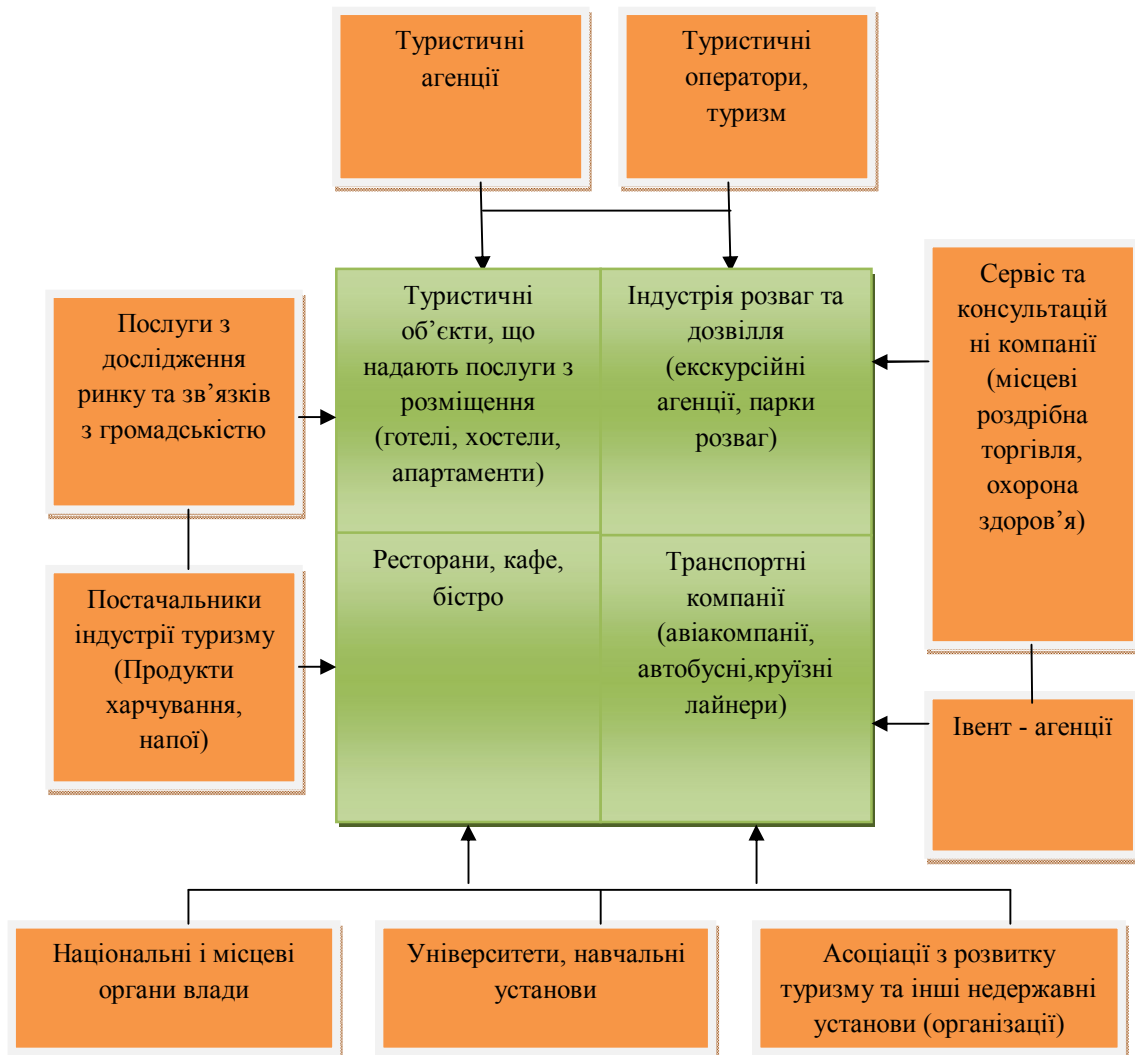 Туристичні
агенції
Туристичні
оператори,
туризм
Послуги з
дослідження
ринку та зв’язків
з громадськістю
Туристичні
об’єкти, що
надають послуги з
розміщення
(готелі, хостели,
апартаменти)
Індустрія розваг та
дозвілля
(екскурсійні
агенції, парки
розваг)
Сервіс та
консультацій
ні компанії
(місцеві
роздрібна
торгівля,
охорона
здоров’я)
Постачальники
індустрії туризму
(Продукти
харчування,
напої)
Ресторани, кафе,
бістро
Транспортні
компанії
(авіакомпанії,
автобусні,круїзні
лайнери)
Івент - агенції
Національні і місцеві
органи влади
Університети, навчальні
установи
Асоціації з розвитку
туризму та інші недержавні
установи (організації)